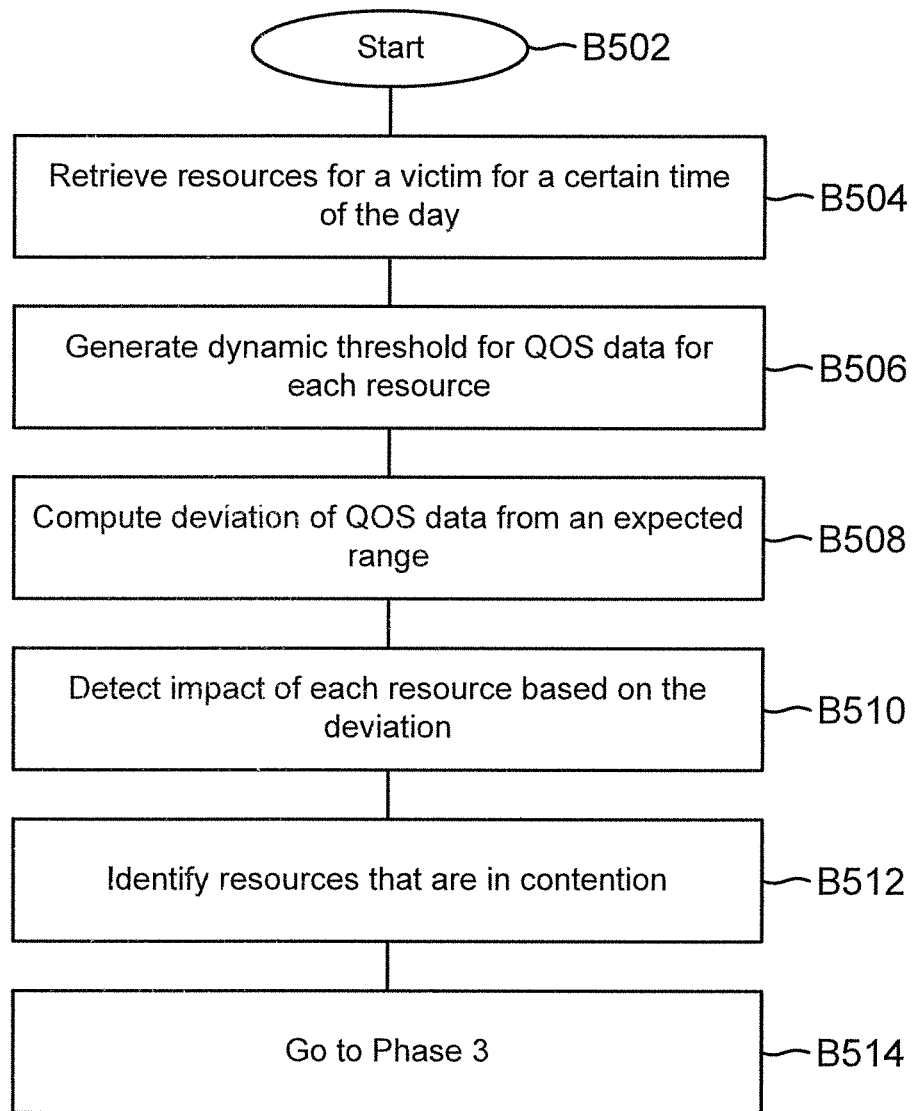 Start
B502
Retrieve resources for a victim for a certain time
of the day
B504
Generate dynamic threshold for QOS data for
each resource
B506
Compute deviation of QOS data from an expected
range
B508
Detect impact of each resource based on the
deviation
B510
Identify resources that are in contention
B512
Go to Phase 3
B514